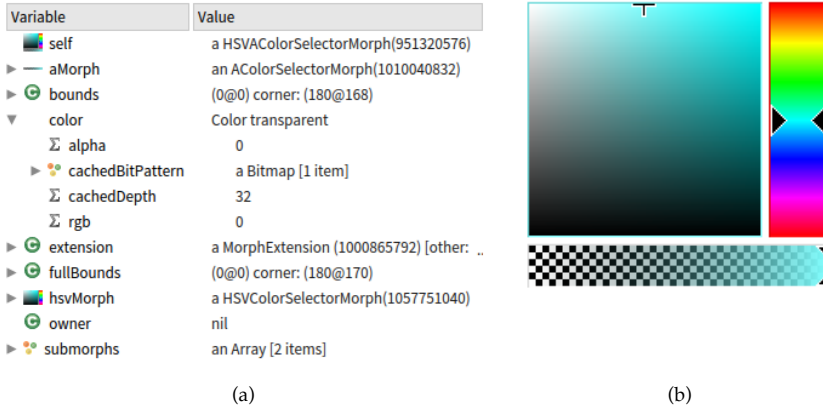 Variable Value
self a HSVAColorSelectorMorph(951320576)
aMorph an AColorSelectorMorph(1010040832)
bounds (0@0) corner: (180@168)
color Color transparent
Σ alpha 0
cachedBitPattern a Bitmap [1 item]
Σ cachedDepth 32
Σ rgb 0
extension a MorphExtension (1000865792) [other: ..
fullBounds (0@0) corner: (180@170)
hsvMorph a HSVColorSelectorMorph(1057751040)
owner nil
submorphs an Array [2 items]
(a) (b)